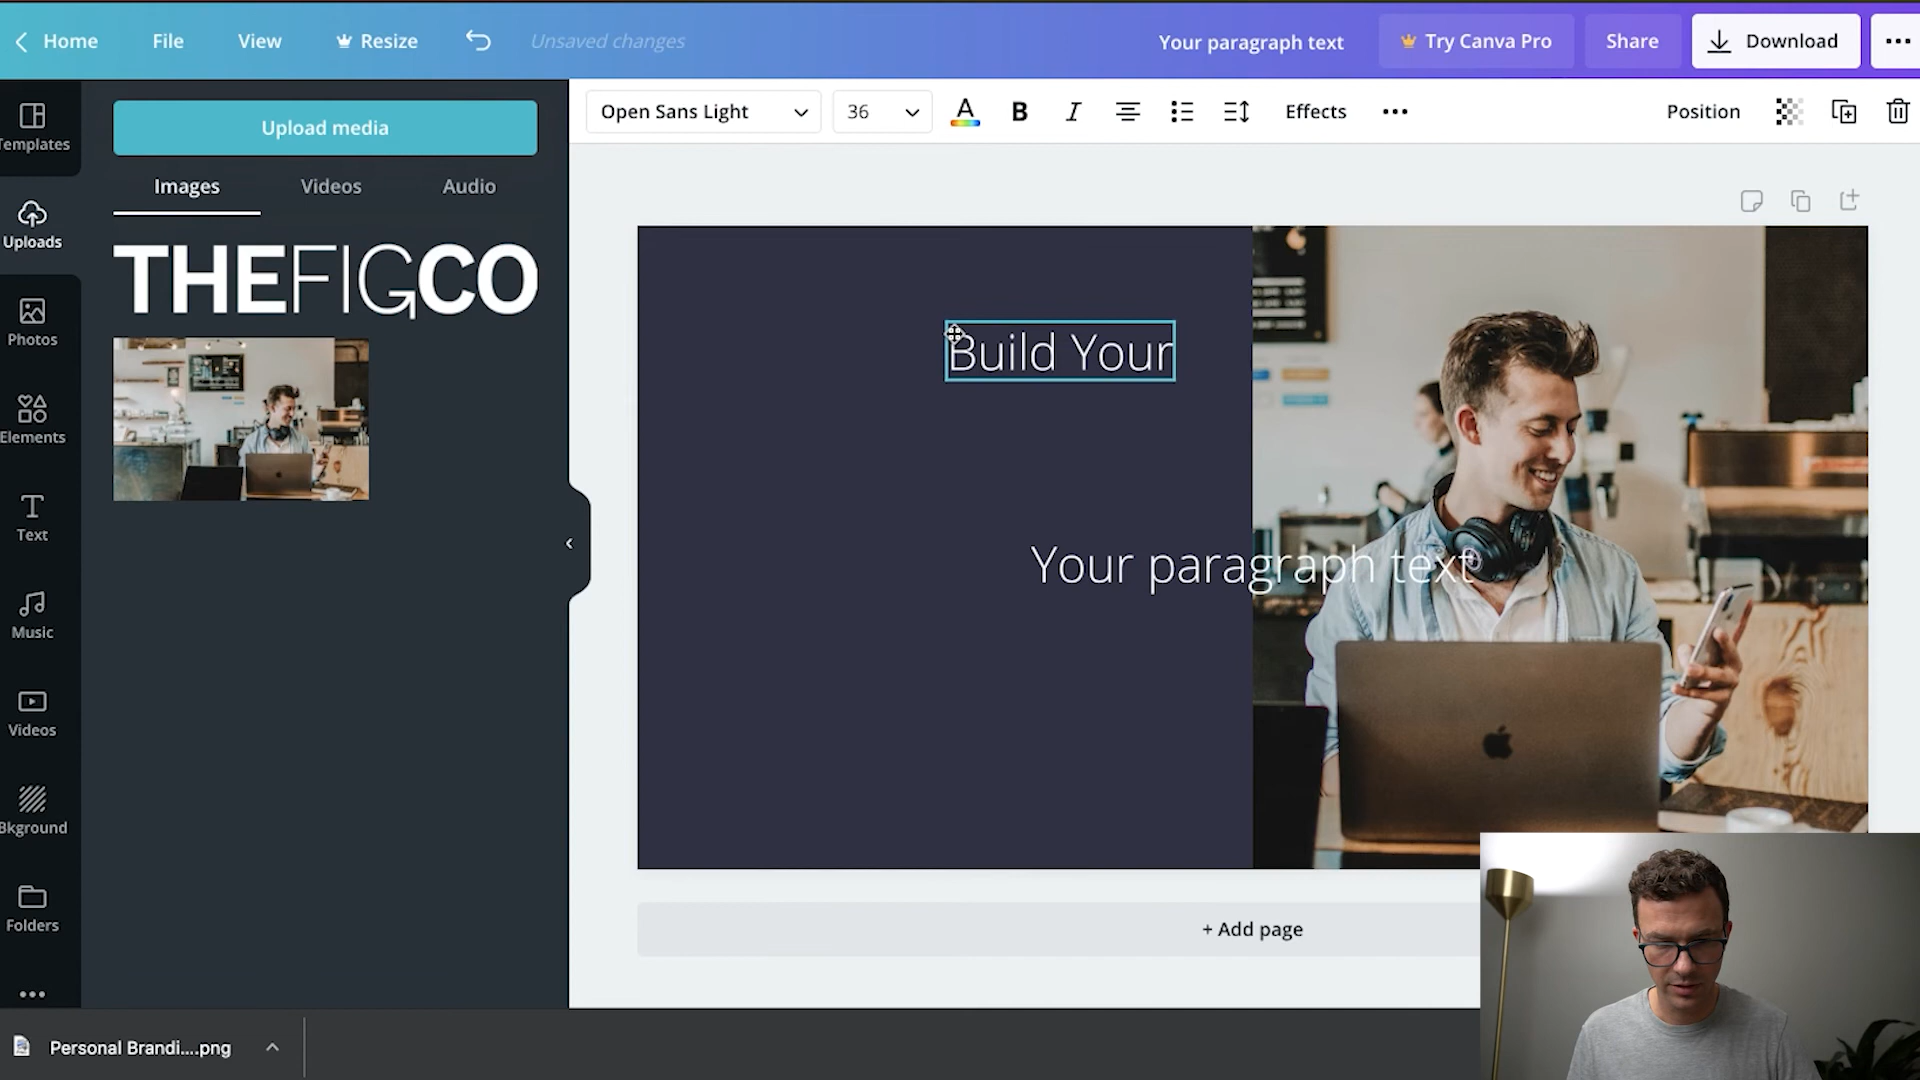 Home File View Resize Unsaved changes Your paragraph text Try Canva Pro Share Download
Open Sans Light 36 A B I Effects Position
Templates
Uploads
Photos
Elements
Text
Music
Videos
Bkground
Folders
Upload media
Images Videos Audio
THEFIGCO
Build Your
Your paragraph text
+ Add page
Personal Brandi....png